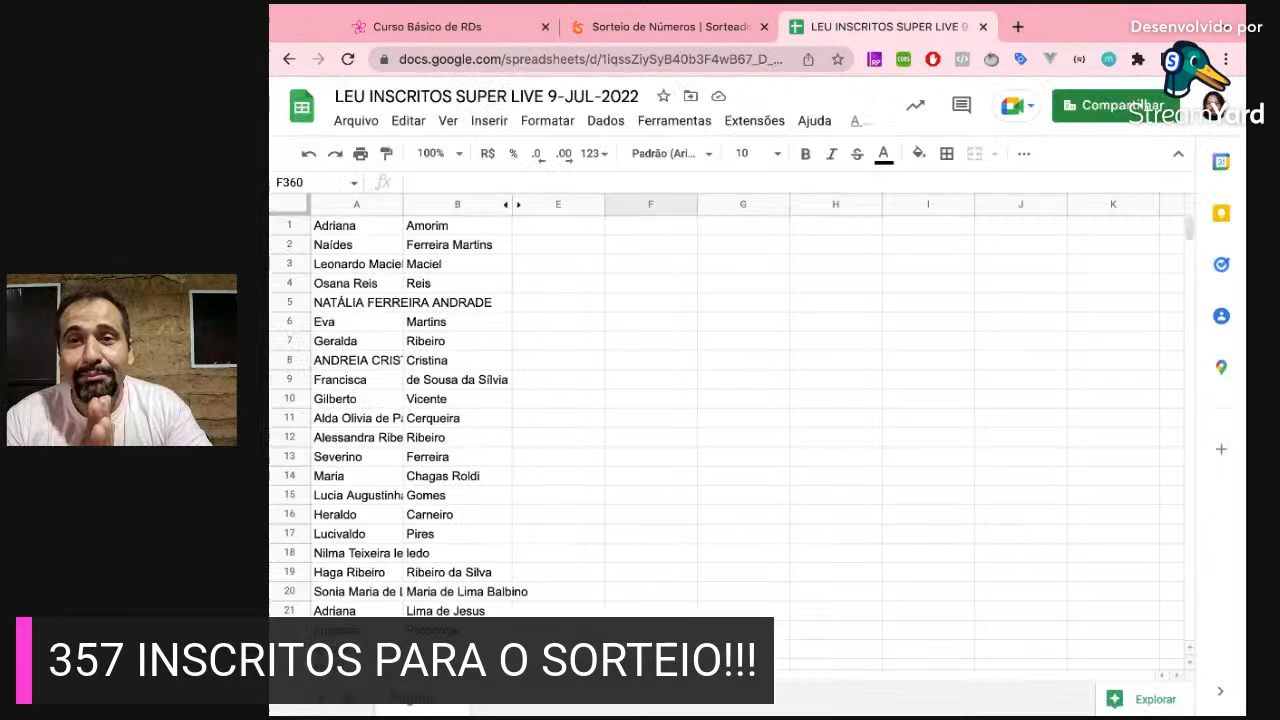 Curso Básico de RDs
Sorteio de Números | Sortead
LEU INSCRITOS SUPER LIVE 9
Desenvolvido por
StreamYard
docs.google.com/spreadsheets/d/1iqssZiySyB40b3F4wB67_D_...
LEU INSCRITOS SUPER LIVE 9-JUL-2022
Compartilhar
Arquivo Editar Ver Inserir Formatar Dados Ferramentas Extensões Ajuda A...
100% R$ % .0 .00 123 Padrão (Ari... 10 B I S A
F360 fx
A B E F G H I J K
1 Adriana Amorim
2 Naídes Ferreira Martins
3 Leonardo Maciel Maciel
4 Osana Reis Reis
5 NATÁLIA FERREIRA ANDRADE
6 Eva Martins
7 Geralda Ribeiro
8 ANDREIA CRIS Cristina
9 Francisca de Sousa da Sílvia
10 Gilberto Vicente
11 Alda Olivia de Pa Cerqueira
12 Alessandra Ribe Ribeiro
13 Severino Ferreira
14 Maria Chagas Roldi
15 Lucia Augustinha Gomes
16 Heraldo Carneiro
17 Lucivaldo Pires
18 Nilma Teixeira le ledo
19 Haga Ribeiro Ribeiro da Silva
20 Sonia Maria de L Maria de Lima Balbino
21 Adriana Lima de Jesus
357 INSCRITOS PARA O SORTEIO!!!
Explorar